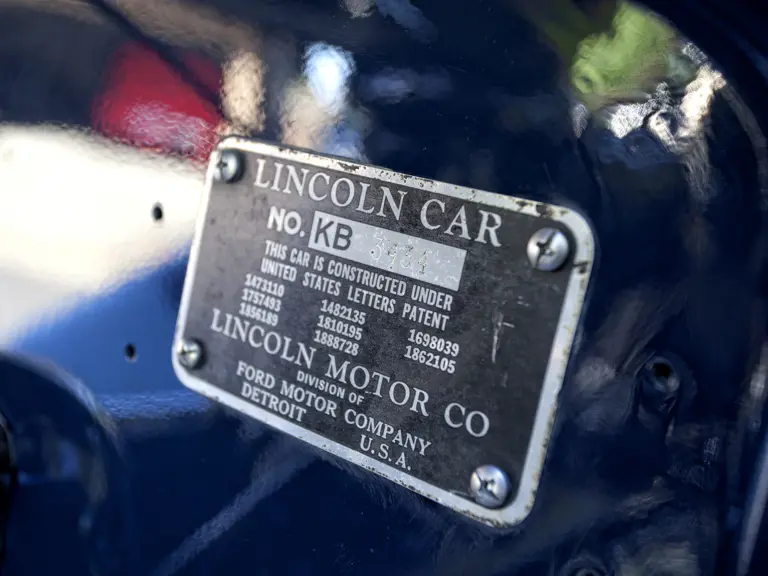 LINCOLN CAR
NO. KB
THIS CAR IS CONSTRUCTED UNDER
UNITED STATES LETTERS PATENT
1473110 1482135 1698039
1757493 1810195 1862105
1856189 1888728
LINCOLN MOTOR CO
DIVISION OF
FORD MOTOR COMPANY
DETROIT U.S.A.